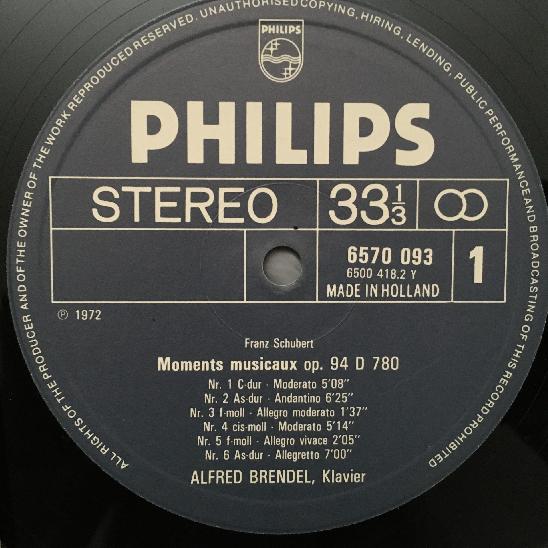 ALL RIGHTS OF THE PRODUCER AND OF THE OWNER OF THE WORK REPRODUCED RESERVED. UNAUTHORISED COPYING, HIRING, LENDING, PUBLIC PERFORMANCE AND BROADCASTING OF THIS RECORD PROHIBITED
PHILIPS
PHILIPS
STEREO
33 1/3
6570 093
6500 418.2 Y
MADE IN HOLLAND
1
℗ 1972
Franz Schubert
Moments musicaux op. 94 D 780
Nr. 1 C-dur · Moderato 5'08"
Nr. 2 As-dur · Andantino 6'25"
Nr. 3 f-moll · Allegro moderato 1'37"
Nr. 4 cis-moll · Moderato 5'14"
Nr. 5 f-moll · Allegro vivace 2'05"
Nr. 6 As-dur · Allegretto 7'00"
ALFRED BRENDEL, Klavier